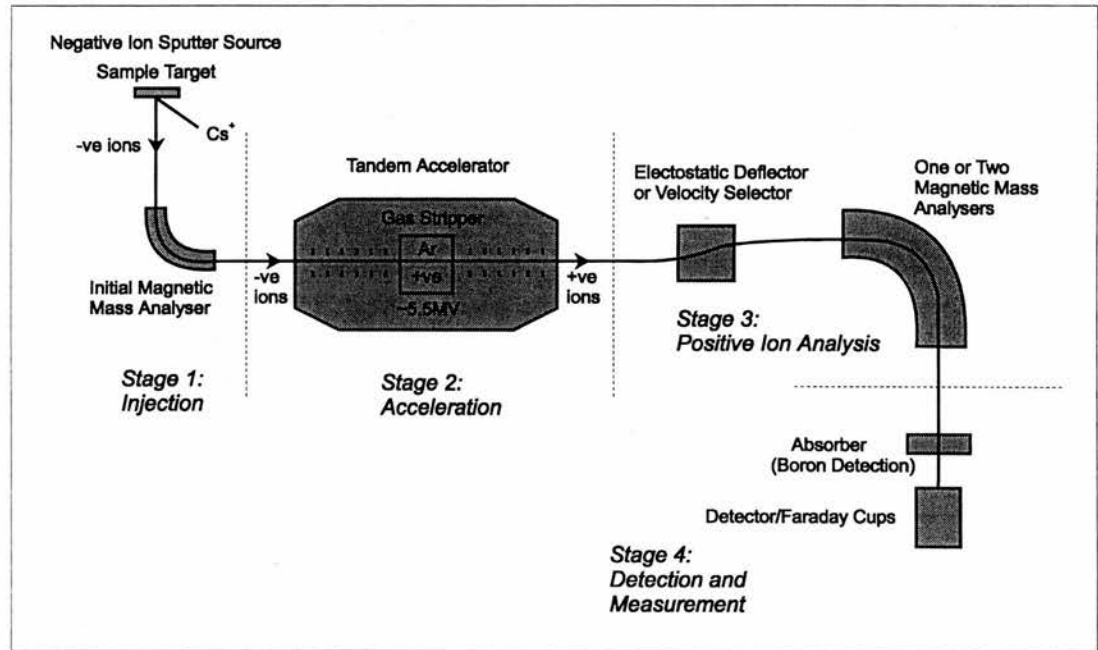 Negative Ion Sputter Source
Sample Target
Cs+
-ve ions
Initial Magnetic
Mass Analyser
Stage 1:
Injection
Tandem Accelerator
Gas Stripper
Ar
+ve
~5.5MV
-ve
ions
+ve
ions
Stage 2:
Acceleration
Electostatic Deflector
or Velocity Selector
One or Two
Magnetic Mass
Analysers
Stage 3:
Positive Ion Analysis
Absorber
(Boron Detection)
Detector/Faraday Cups
Stage 4:
Detection and
Measurement